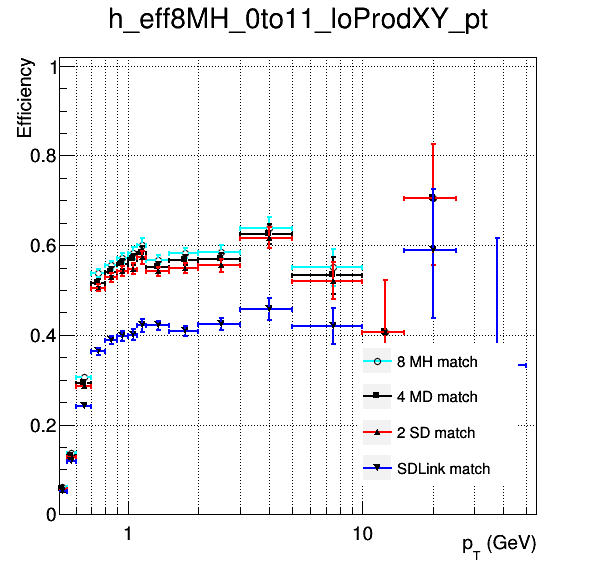 h_eff8MH_0to11_loProdXY_pt
Efficiency
1
0.8
0.6
0.4
0.2
0
8 MH match
4 MD match
2 SD match
SDLink match
1
10
p_T (GeV)